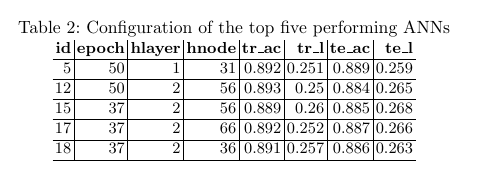 Table 2: Configuration of the top five performing ANNs
id epoch hlayer hnode tr_ac tr_l te_ac te_l
5 50 1 31 0.892 0.251 0.889 0.259
12 50 2 56 0.893 0.25 0.884 0.265
15 37 2 56 0.889 0.26 0.885 0.268
17 37 2 66 0.892 0.252 0.887 0.266
18 37 2 36 0.891 0.257 0.886 0.263